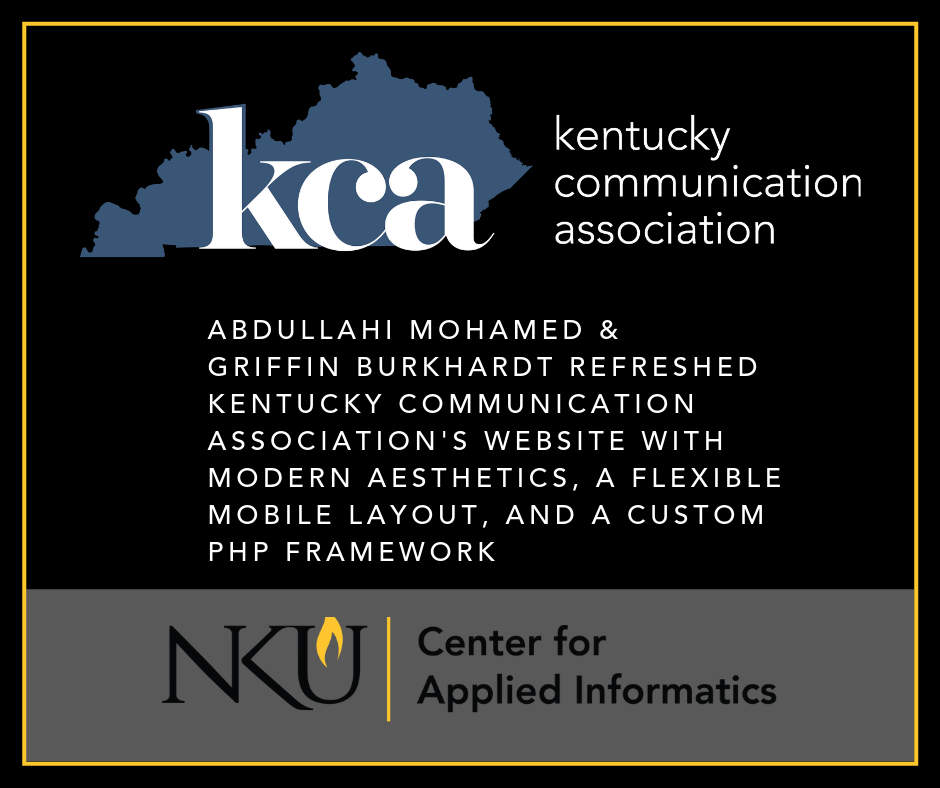 kca
kentucky
communication
association
ABDULLAHI MOHAMED &
GRIFFIN BURKHARDT REFRESHED
KENTUCKY COMMUNICATION
ASSOCIATION'S WEBSITE WITH
MODERN AESTHETICS, A FLEXIBLE
MOBILE LAYOUT, AND A CUSTOM
PHP FRAMEWORK
NKU
Center for
Applied Informatics